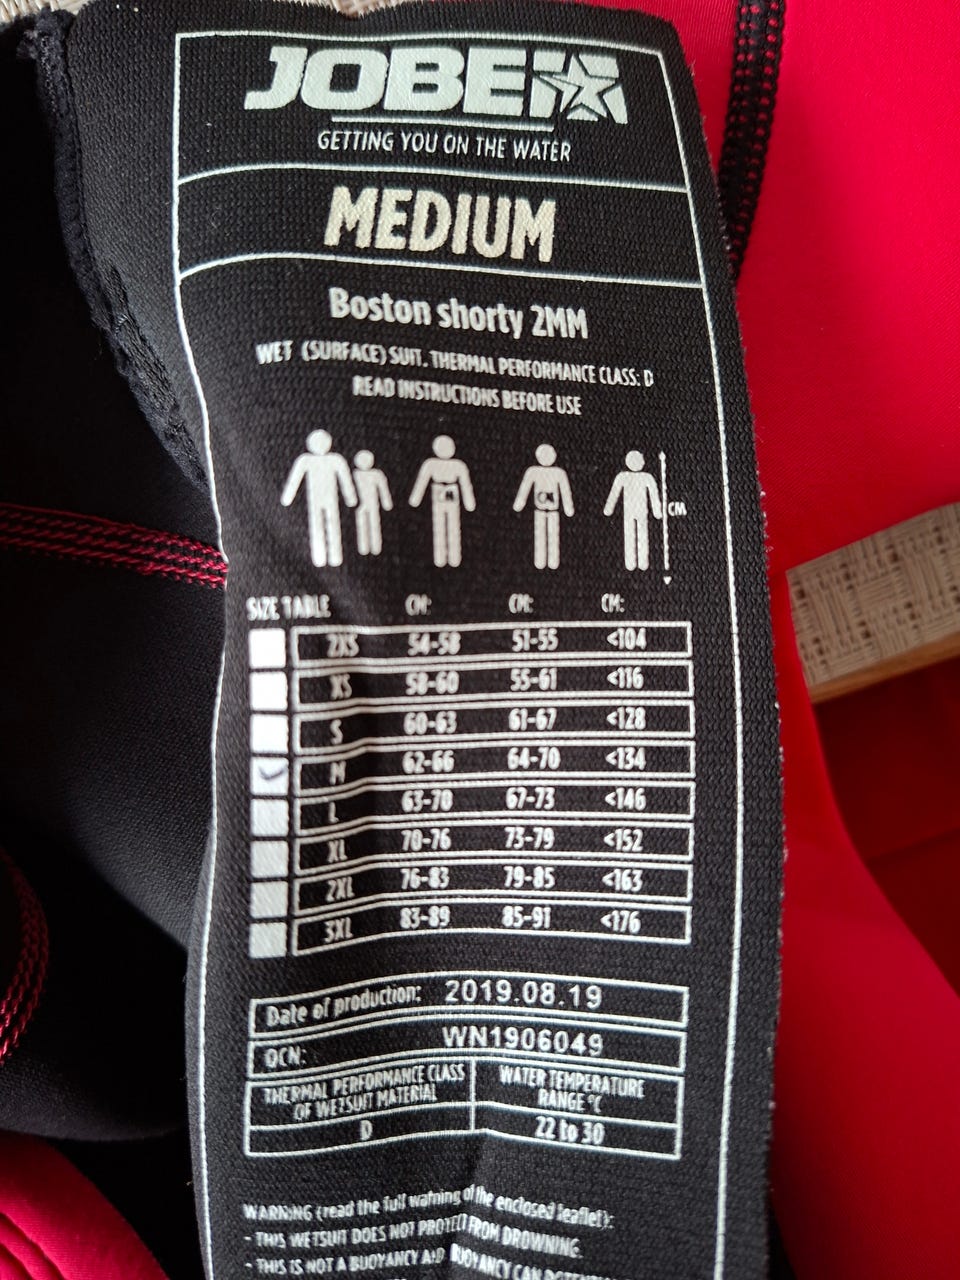 JOBE
GETTING YOU ON THE WATER
MEDIUM
Boston shorty 2MM
WET (SURFACE) SUIT. THERMAL PERFORMANCE CLASS: D
READ INSTRUCTIONS BEFORE USE
CM CM CM
SIZE TABLE CM: CM: CM:
2XS 54-58 51-55 <104
XS 58-60 55-61 <116
S 60-63 61-67 <128
M 62-66 64-70 <134
L 63-70 67-73 <146
XL 70-76 73-79 <152
2XL 76-83 79-85 <163
3XL 83-89 85-91 <176
Date of production: 2019.08.19
QCN: WN1906049
THERMAL PERFORMANCE CLASS
OF WETSUIT MATERIAL
WATER TEMPERATURE
RANGE °C
D 22 to 30
WARNING (read the full warning of the enclosed leaflet):
- THIS WETSUIT DOES NOT PROTECT FROM DROWNING.
- THIS IS NOT A BUOYANCY AID. BUOYANCY CAN